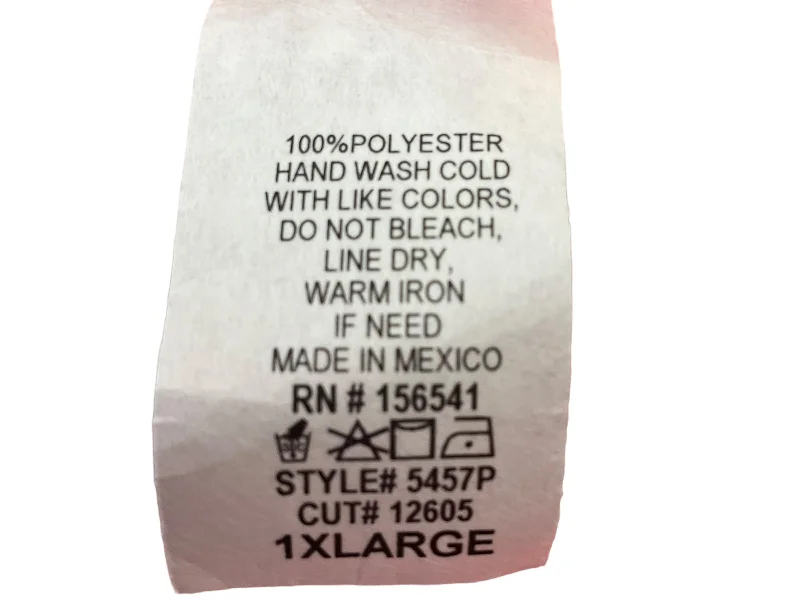 100%POLYESTER
HAND WASH COLD
WITH LIKE COLORS,
DO NOT BLEACH,
LINE DRY,
WARM IRON
IF NEED
MADE IN MEXICO
RN # 156541
STYLE# 5457P
CUT# 12605
1XLARGE